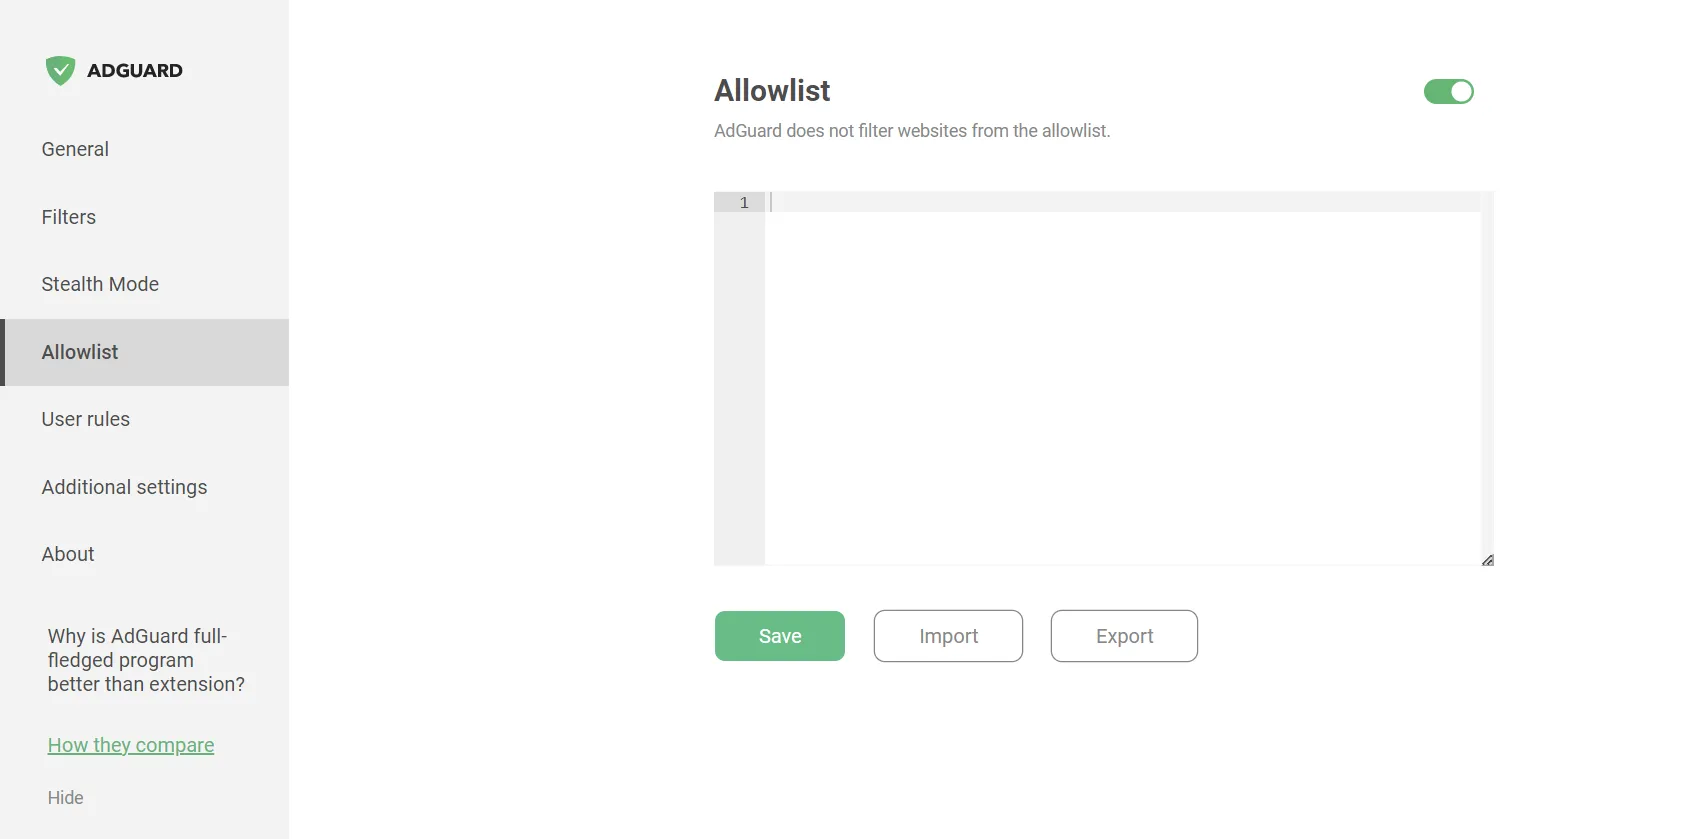 ADGUARD
General
Filters
Stealth Mode
Allowlist
User rules
Additional settings
About
Why is AdGuard full-
fledged program
better than extension?
How they compare
Hide
Allowlist
AdGuard does not filter websites from the allowlist.
1
Save
Import
Export